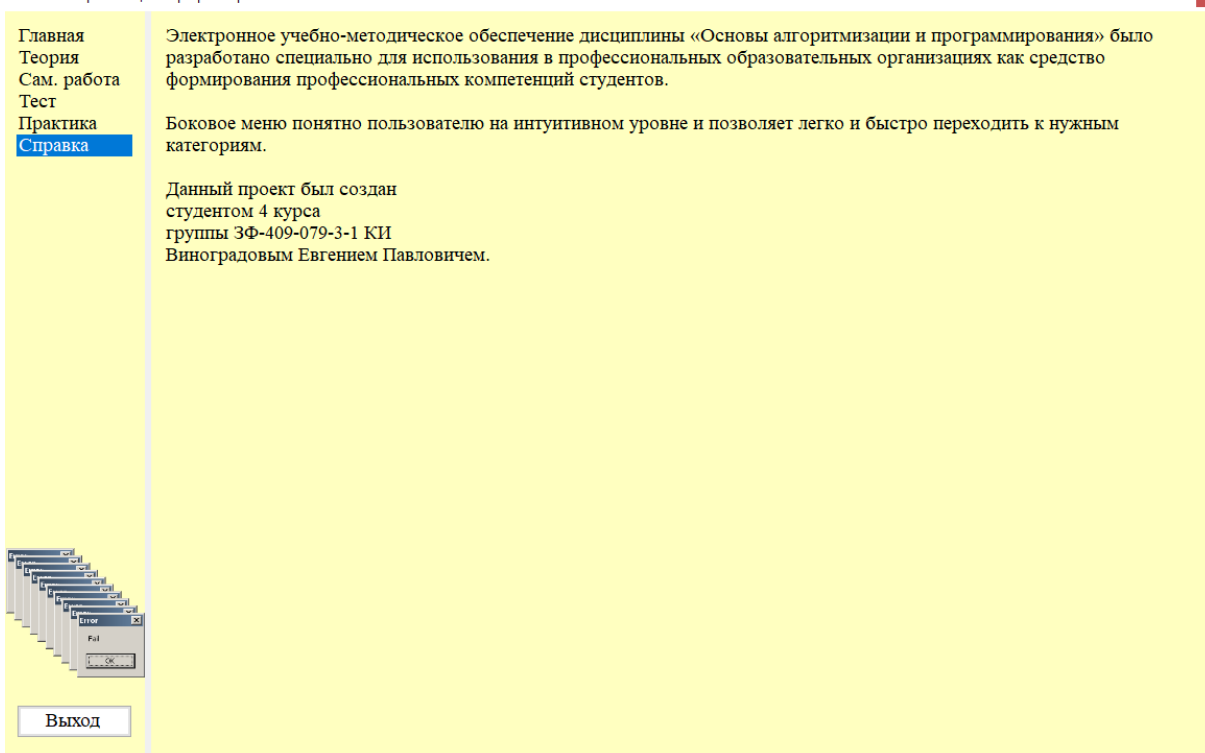 Главная
Теория
Сам. работа
Тест
Практика
Справка
Электронное учебно-методическое обеспечение дисциплины «Основы алгоритмизации и программирования» было
разработано специально для использования в профессиональных образовательных организациях как средство
формирования профессиональных компетенций студентов.
Боковое меню понятно пользователю на интуитивном уровне и позволяет легко и быстро переходить к нужным
категориям.
Данный проект был создан
студентом 4 курса
группы ЗФ-409-079-3-1 КИ
Виноградовым Евгением Павловичем.
Error
Fal
OK
Выход